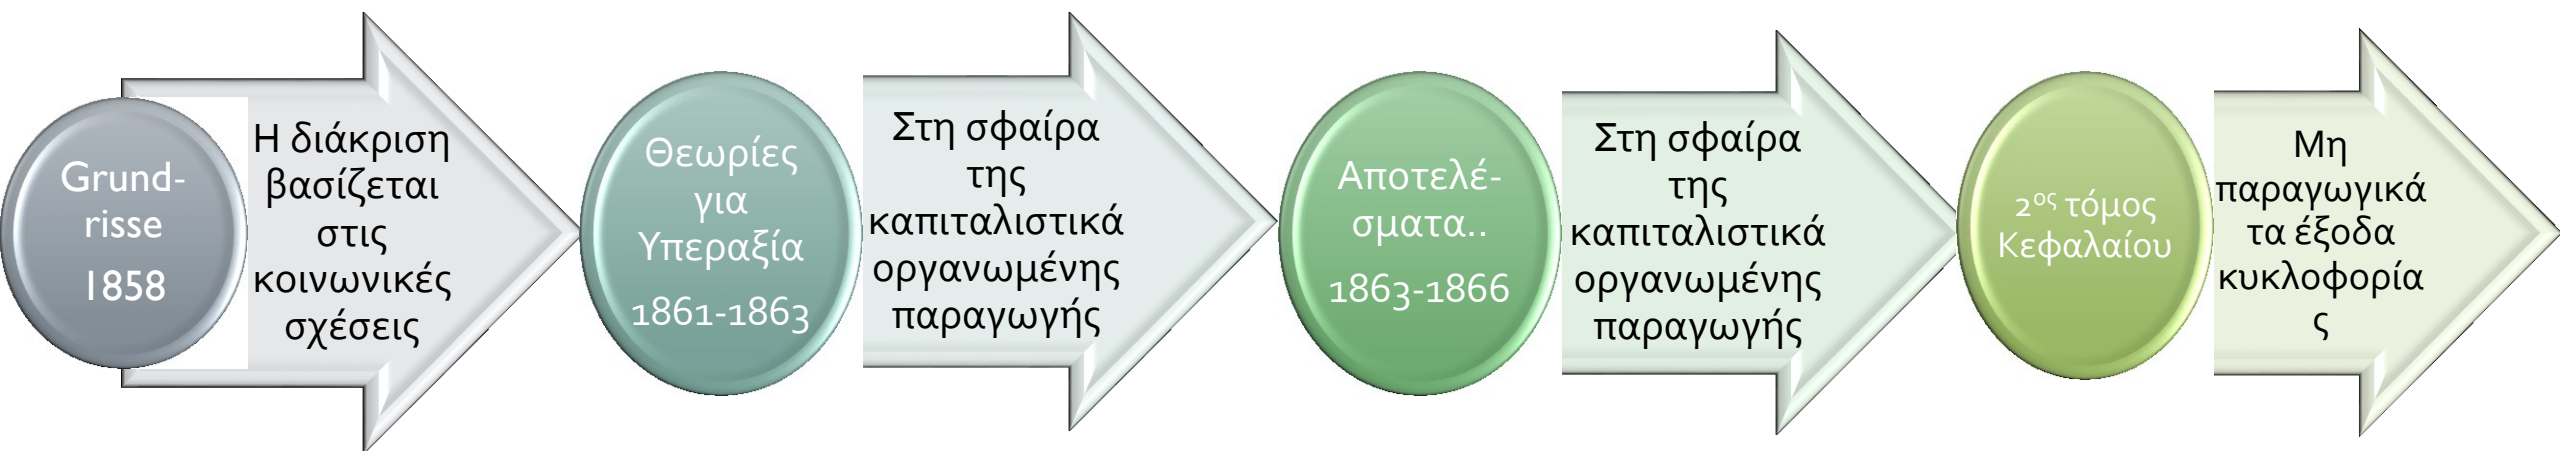 Grund-
risse
1858
Η διάκριση
βασίζεται
στις
κοινωνικές
σχέσεις
Θεωρίες
για
Υπεραξία
1861-1863
Στη σφαίρα
της
καπιταλιστικά
οργανωμένης
παραγωγής
Αποτελέ-
σματα..
1863-1866
Στη σφαίρα
της
καπιταλιστικά
οργανωμένης
παραγωγής
2ος τόμος
Κεφαλαίου
Μη
παραγωγικά
τα έξοδα
κυκλοφορία
ς